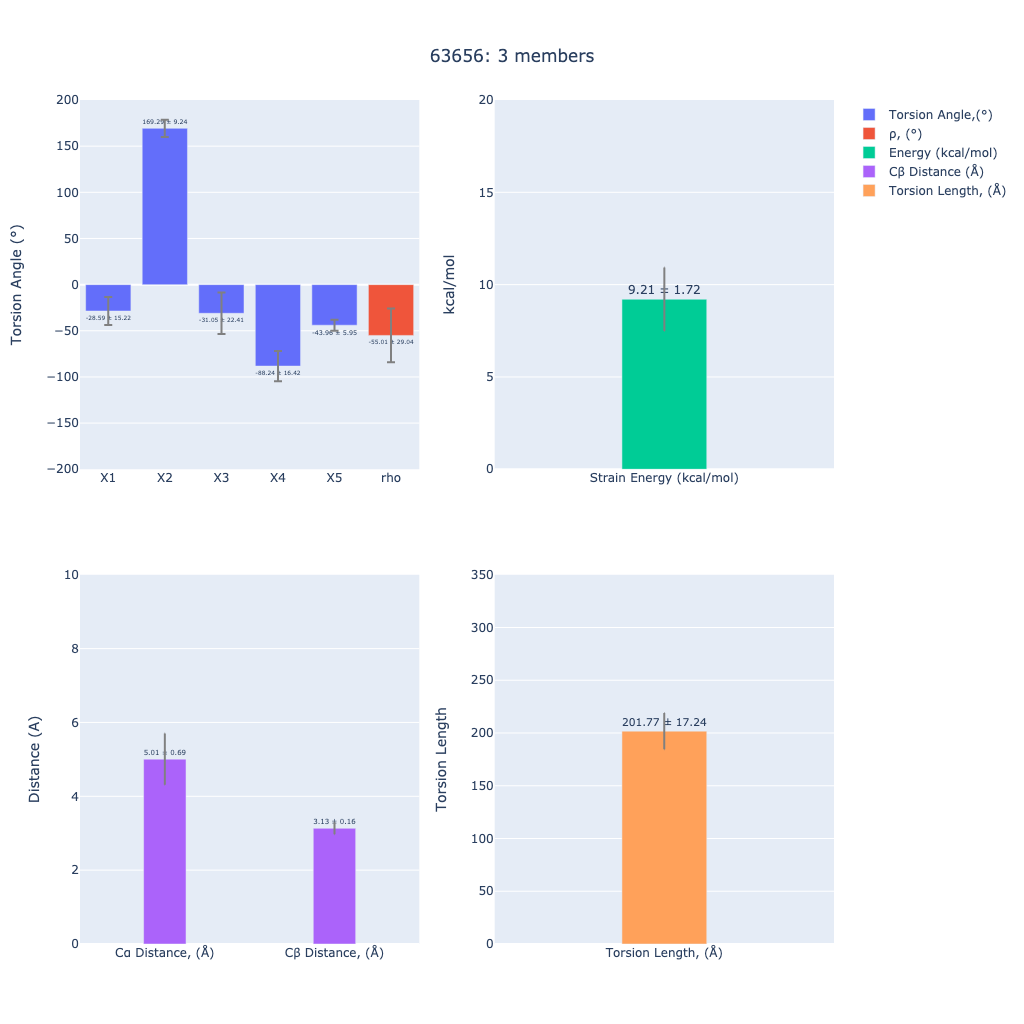 63656: 3 members
Torsion Angle (°)
200
150
100
50
0
−50
−100
−150
−200
-28.59 ± 15.22
169.29 ± 9.24
-31.05 ± 22.41
-88.24 ± 16.42
-43.96 ± 5.95
-55.01 ± 29.04
X1 X2 X3 X4 X5 rho
kcal/mol
20
15
10
5
0
9.21 ± 1.72
Strain Energy (kcal/mol)
Torsion Angle,(°)
ρ, (°)
Energy (kcal/mol)
Cβ Distance (Å)
Torsion Length, (Å)
Distance (A)
10
8
6
4
2
0
5.01 ± 0.69
3.13 ± 0.16
Cα Distance, (Å) Cβ Distance, (Å)
Torsion Length
350
300
250
200
150
100
50
0
201.77 ± 17.24
Torsion Length, (Å)